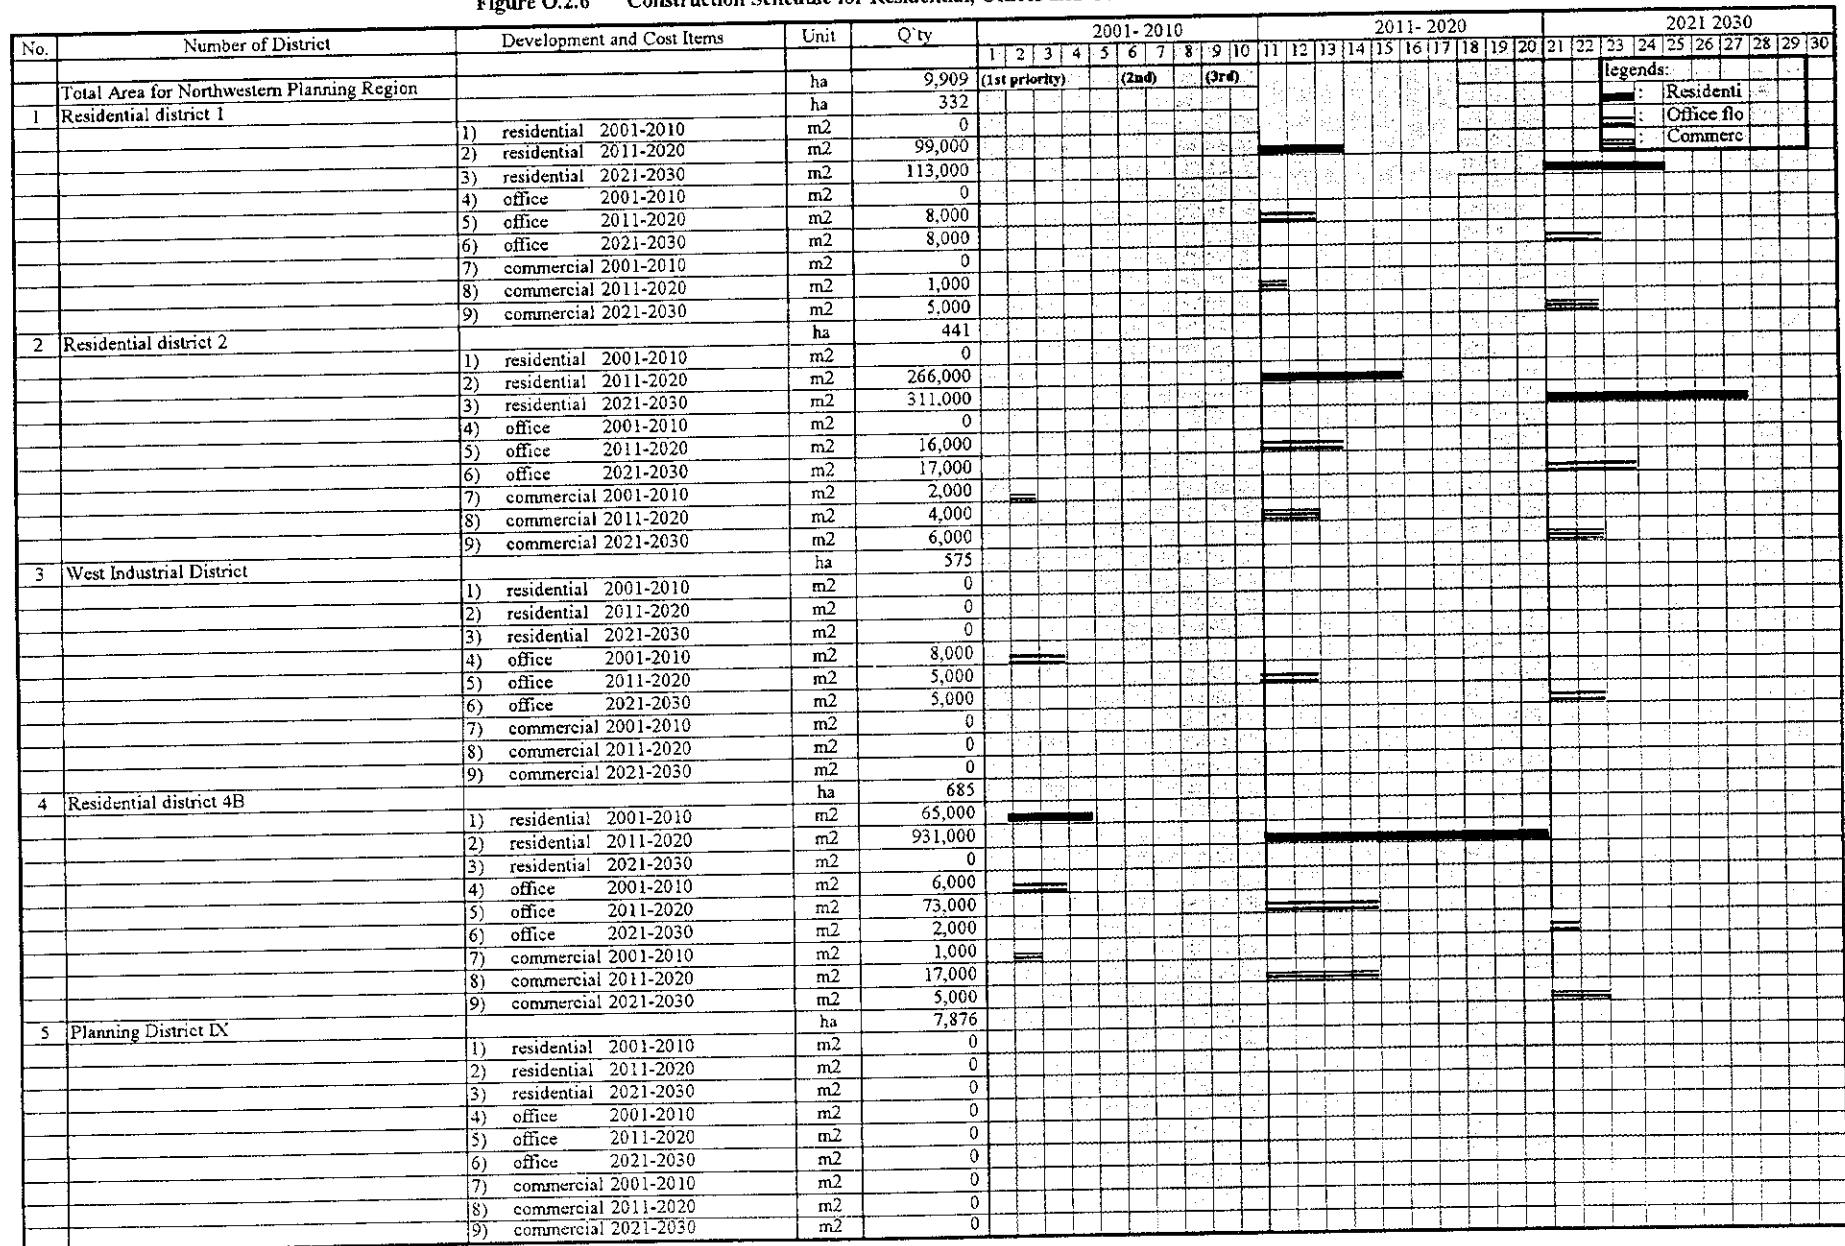 Figure O.2.6 Construction Schedule for Residential,
No. Number of District Development and Cost Items Unit Q`ty 2001- 2010 2011- 2020 2021 2030
1 2 3 4 5 6 7 8 9 10 11 12 13 14 15 16 17 18 19 20 21 22 23 24 25 26 27 28 29 30
Total Area for Northwestern Planning Region ha 9,909 (1st priority) (2nd) (3rd) legends:
1 Residential district 1 ha 332 : Residenti
1) residential 2001-2010 m2 0 : Office flo
2) residential 2011-2020 m2 99,000 : Commerc
3) residential 2021-2030 m2 113,000
4) office 2001-2010 m2 0
5) office 2011-2020 m2 8,000
6) office 2021-2030 m2 8,000
7) commercial 2001-2010 m2 0
8) commercial 2011-2020 m2 1,000
9) commercial 2021-2030 m2 5,000
2 Residential district 2 ha 441
1) residential 2001-2010 m2 0
2) residential 2011-2020 m2 266,000
3) residential 2021-2030 m2 311,000
4) office 2001-2010 m2 0
5) office 2011-2020 m2 16,000
6) office 2021-2030 m2 17,000
7) commercial 2001-2010 m2 2,000
8) commercial 2011-2020 m2 4,000
9) commercial 2021-2030 m2 6,000
3 West Industrial District ha 575
1) residential 2001-2010 m2 0
2) residential 2011-2020 m2 0
3) residential 2021-2030 m2 0
4) office 2001-2010 m2 8,000
5) office 2011-2020 m2 5,000
6) office 2021-2030 m2 5,000
7) commercial 2001-2010 m2 0
8) commercial 2011-2020 m2 0
9) commercial 2021-2030 m2 0
4 Residential district 4B ha 685
1) residential 2001-2010 m2 65,000
2) residential 2011-2020 m2 931,000
3) residential 2021-2030 m2 0
4) office 2001-2010 m2 6,000
5) office 2011-2020 m2 73,000
6) office 2021-2030 m2 2,000
7) commercial 2001-2010 m2 1,000
8) commercial 2011-2020 m2 17,000
9) commercial 2021-2030 m2 5,000
5 Planning District IX ha 7,876
1) residential 2001-2010 m2 0
2) residential 2011-2020 m2 0
3) residential 2021-2030 m2 0
4) office 2001-2010 m2 0
5) office 2011-2020 m2 0
6) office 2021-2030 m2 0
7) commercial 2001-2010 m2 0
8) commercial 2011-2020 m2 0
9) commercial 2021-2030 m2 0